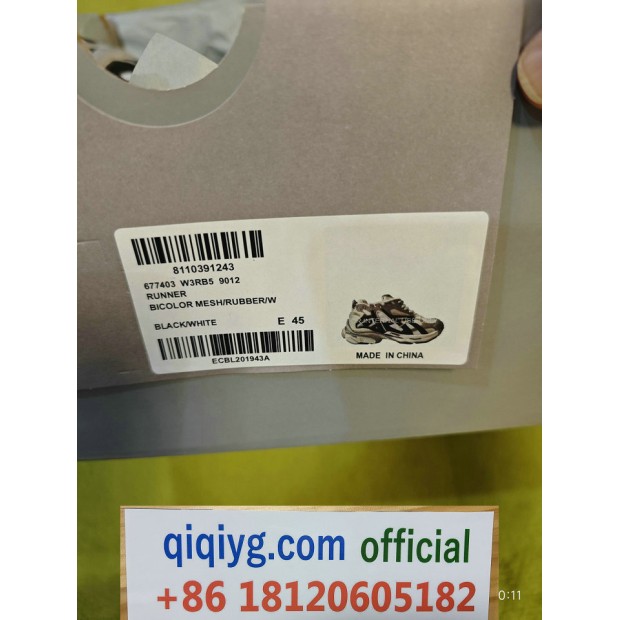 8110391243
677403 W3RB5 9012
RUNNER
BICOLOR MESH/RUBBER/W
BLACK/WHITE E 45
ECBL201943A
MADE IN CHINA
qiqiyg.com official
+86 18120605182
0:11